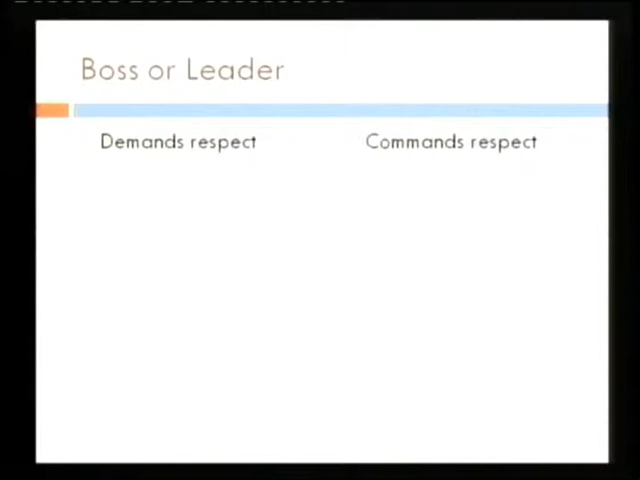 Boss or Leader
Demands respect
Commands respect